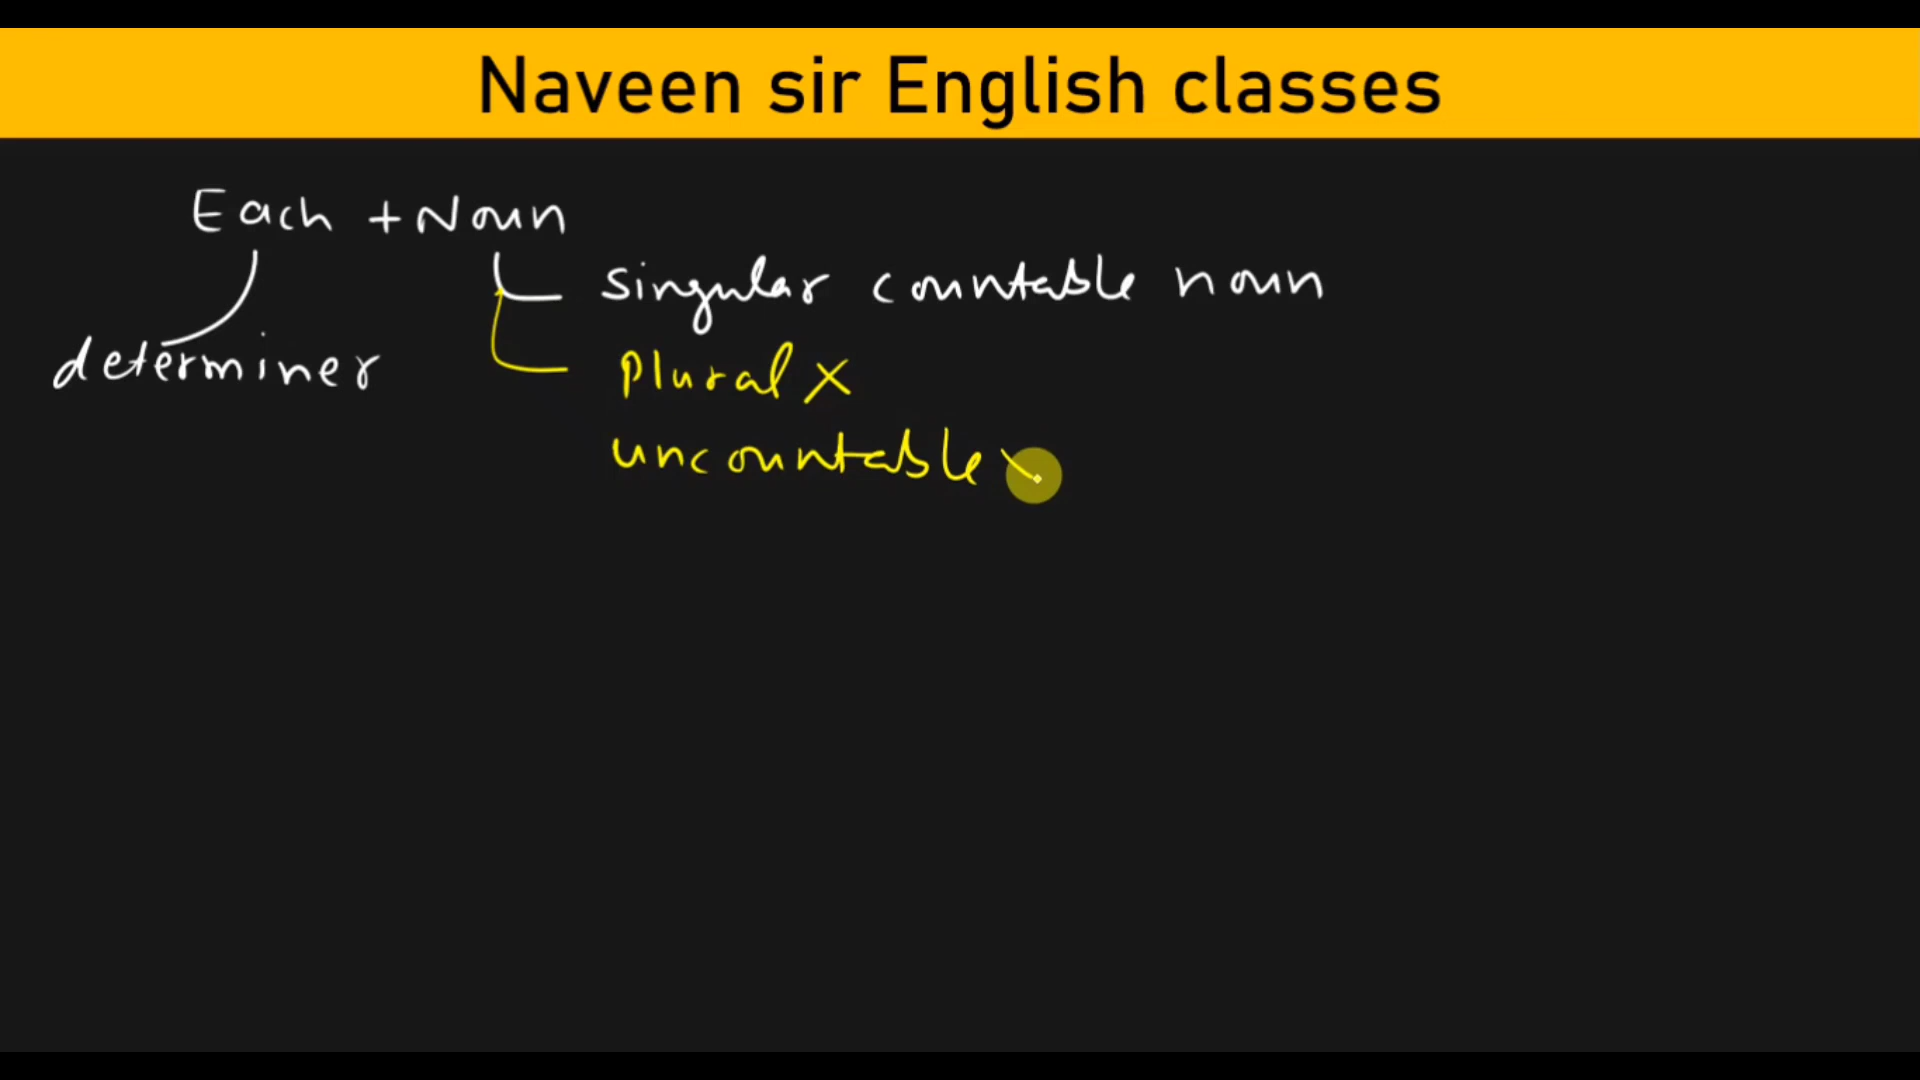 Naveen sir English classes
Each + Noun
singular countable noun
determiner
Plural X
uncountable